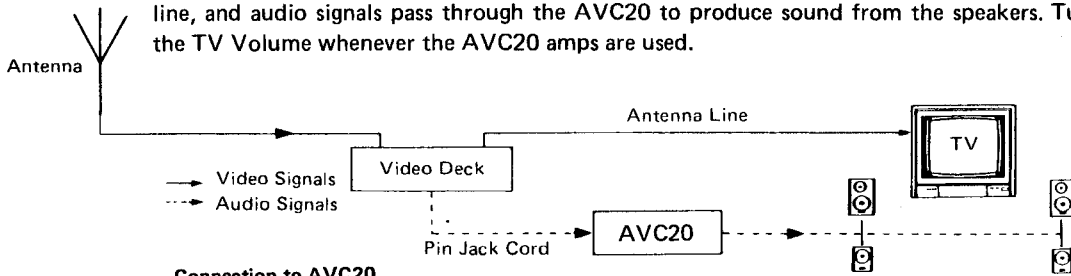 line, and audio signals pass through the AVC20 to produce sound from the speakers.
the TV Volume whenever the AVC20 amps are used.
Antenna
Antenna Line
TV
Video Deck
Video Signals
Audio Signals
Pin Jack Cord
AVC20
Connection to AVC20